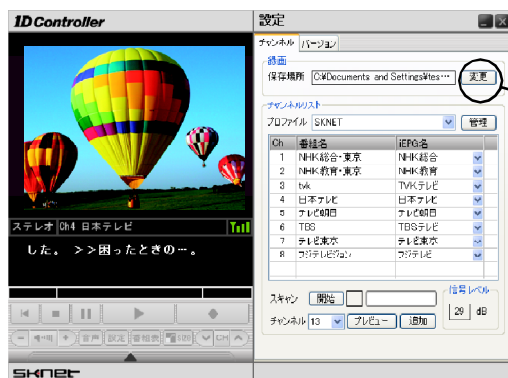 1D Controller
設定
チャンネル バージョン
録画
保存場所 C:¥Documents and Settings¥tes…
変更
チャンネルリスト
プロファイル SKNET 管理
Ch 番組名 iEPG名
1 NHK総合・東京 NHK総合
2 NHK教育・東京 NHK教育
3 tvk TVKテレビ
4 日本テレビ 日本テレビ
5 テレビ朝日 テレビ朝日
6 TBS TBSテレビ
7 テレビ東京 テレビ東京
8 フジテレビジョン フジテレビ
ステレオ Ch4 日本テレビ
した。 >>困ったときの…。
スキャン 開始
信号レベル
29 dB
チャンネル 13 プレビュー 追加
音声 設定 番組表 CH
SKNET